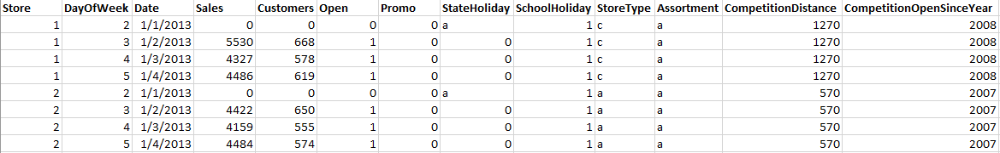 Store DayOfWeek Date Sales Customers Open Promo StateHoliday SchoolHoliday StoreType Assortment CompetitionDistance CompetitionOpenSinceYear
1 2 1/1/2013 0 0 0 0 a 1 c a 1270 2008
1 3 1/2/2013 5530 668 1 0 0 1 c a 1270 2008
1 4 1/3/2013 4327 578 1 0 0 1 c a 1270 2008
1 5 1/4/2013 4486 619 1 0 0 1 c a 1270 2008
2 2 1/1/2013 0 0 0 0 a 1 a a 570 2007
2 3 1/2/2013 4422 650 1 0 0 1 a a 570 2007
2 4 1/3/2013 4159 555 1 0 0 1 a a 570 2007
2 5 1/4/2013 4484 574 1 0 0 1 a a 570 2007